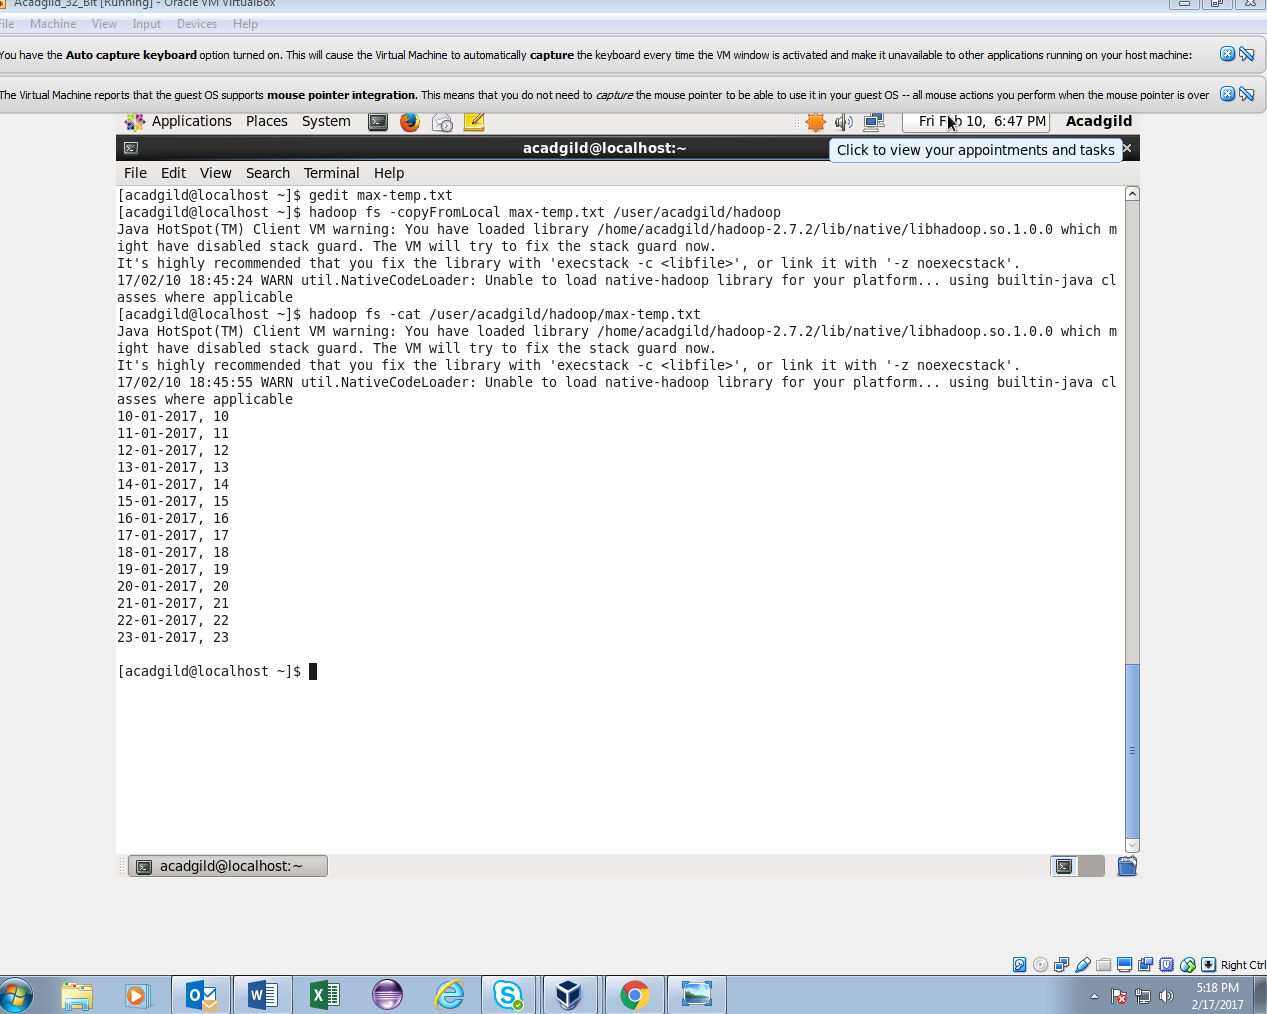 Acadgild_32_Bit [Running] - Oracle VM VirtualBox
File Machine View Input Devices Help
You have the Auto capture keyboard option turned on. This will cause the Virtual Machine to automatically capture the keyboard every time the VM window is activated and make it unavailable to other applications running on your host machine:
The Virtual Machine reports that the guest OS supports mouse pointer integration. This means that you do not need to capture the mouse pointer to be able to use it in your guest OS -- all mouse actions you perform when the mouse pointer is over
Applications Places System Fri Feb 10, 6:47 PM Acadgild
acadgild@localhost:~
Click to view your appointments and tasks
File Edit View Search Terminal Help
[acadgild@localhost ~]$ gedit max-temp.txt
[acadgild@localhost ~]$ hadoop fs -copyFromLocal max-temp.txt /user/acadgild/hadoop
Java HotSpot(TM) Client VM warning: You have loaded library /home/acadgild/hadoop-2.7.2/lib/native/libhadoop.so.1.0.0 which m
ight have disabled stack guard. The VM will try to fix the stack guard now.
It's highly recommended that you fix the library with 'execstack -c <libfile>', or link it with '-z noexecstack'.
17/02/10 18:45:24 WARN util.NativeCodeLoader: Unable to load native-hadoop library for your platform... using builtin-java cl
asses where applicable
[acadgild@localhost ~]$ hadoop fs -cat /user/acadgild/hadoop/max-temp.txt
Java HotSpot(TM) Client VM warning: You have loaded library /home/acadgild/hadoop-2.7.2/lib/native/libhadoop.so.1.0.0 which m
ight have disabled stack guard. The VM will try to fix the stack guard now.
It's highly recommended that you fix the library with 'execstack -c <libfile>', or link it with '-z noexecstack'.
17/02/10 18:45:55 WARN util.NativeCodeLoader: Unable to load native-hadoop library for your platform... using builtin-java cl
asses where applicable
10-01-2017, 10
11-01-2017, 11
12-01-2017, 12
13-01-2017, 13
14-01-2017, 14
15-01-2017, 15
16-01-2017, 16
17-01-2017, 17
18-01-2017, 18
19-01-2017, 19
20-01-2017, 20
21-01-2017, 21
22-01-2017, 22
23-01-2017, 23
[acadgild@localhost ~]$
acadgild@localhost:~
Right Ctrl
5:18 PM
2/17/2017